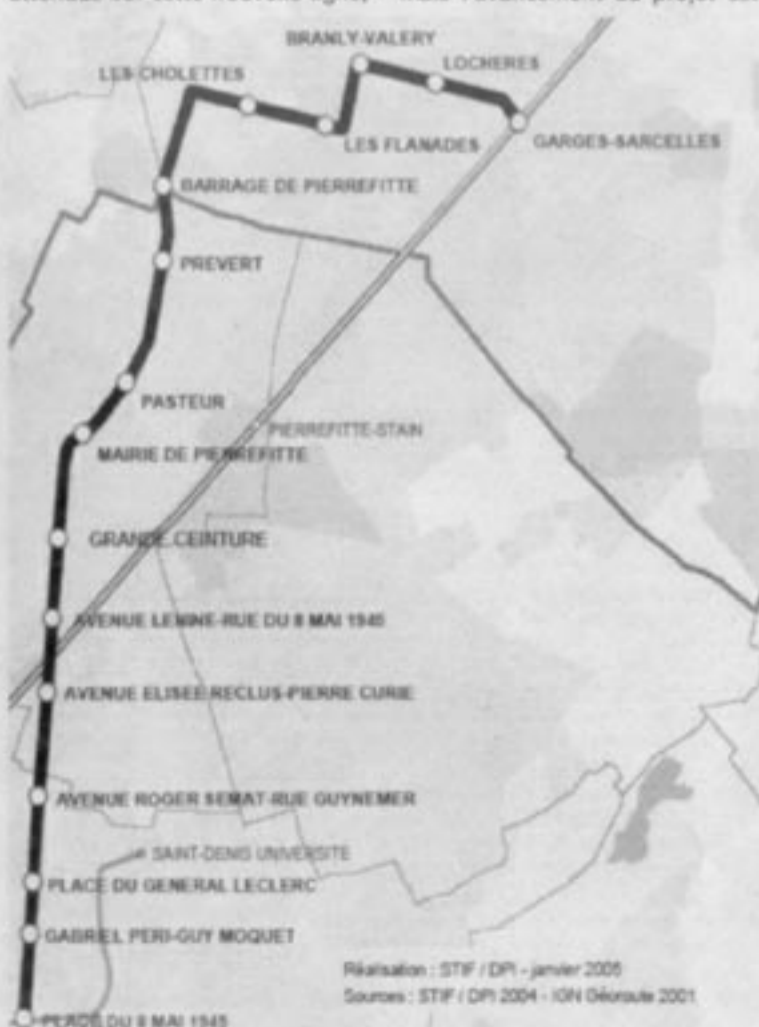 BRANLY-VALERY
LOCHERES
LES CHOLETTES
LES FLANADES
GARGES-SARCELLES
BARRAGE DE PIERREFITTE
PREVERT
PASTEUR
PIERREFITTE-STAIN
MAIRIE DE PIERREFITTE
GRANDE CEINTURE
AVENUE LENINE-RUE DU 8 MAI 1945
AVENUE ELISEE RECLUS-PIERRE CURIE
AVENUE ROGER SEMAT-RUE GUYNEMER
SAINT-DENIS UNIVERSITE
PLACE DU GENERAL LECLERC
GABRIEL PERI-GUY MOQUET
Réalisation : STIF / DPI - janvier 2005
Sources : STIF / DPI 2004 - IGN Géoroute 2001
PLACE DU 8 MAI 1945